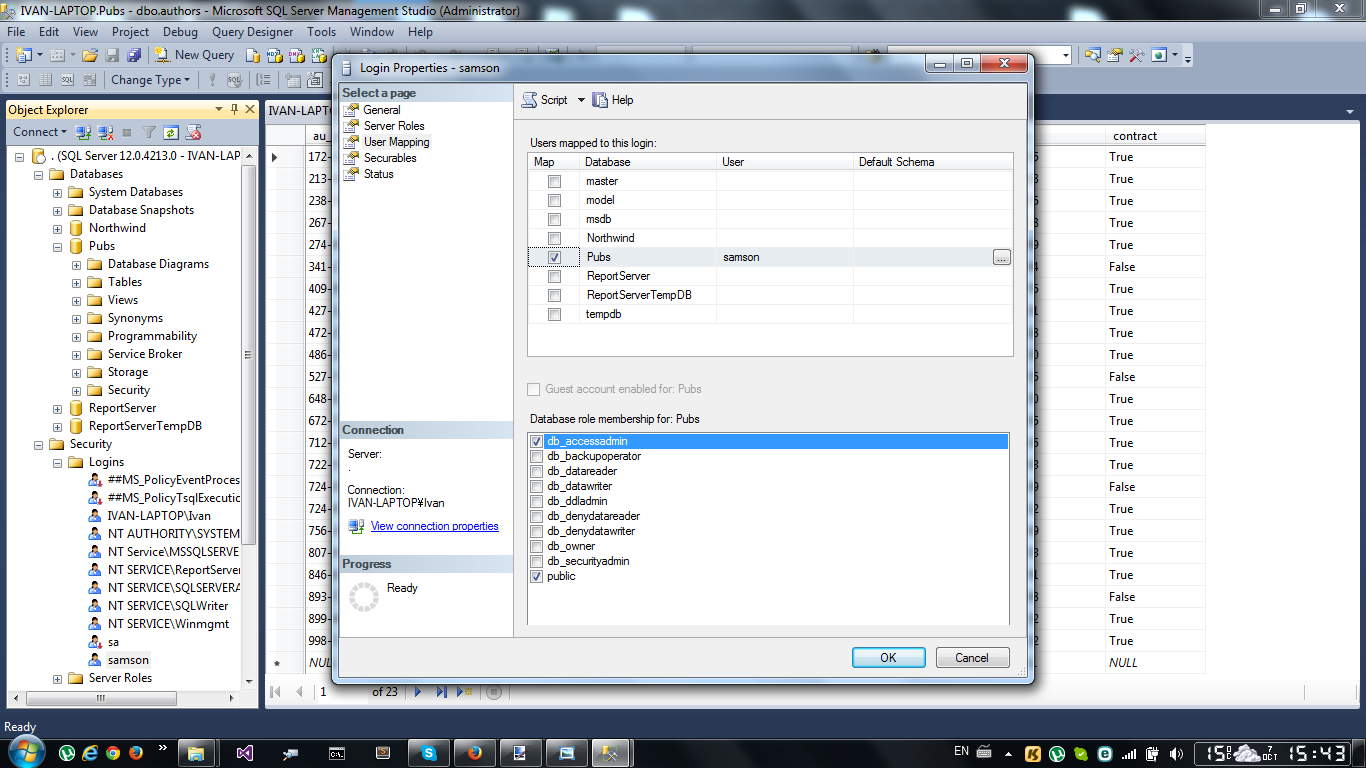 IVAN-LAPTOP.Pubs - dbo.authors - Microsoft SQL Server Management Studio (Administrator)
File Edit View Project Debug Query Designer Tools Window Help
New Query
Change Type
Object Explorer
Connect
. (SQL Server 12.0.4213.0 - IVAN-LAP
Databases
System Databases
Database Snapshots
Northwind
Pubs
Database Diagrams
Tables
Views
Synonyms
Programmability
Service Broker
Storage
Security
ReportServer
ReportServerTempDB
Security
Logins
##MS_PolicyEventProces
##MS_PolicyTsqlExecutic
IVAN-LAPTOP\Ivan
NT AUTHORITY\SYSTEM
NT Service\MSSQLSERVE
NT SERVICE\ReportServer
NT SERVICE\SQLSERVERA
NT SERVICE\SQLWriter
NT SERVICE\Winmgmt
sa
samson
Server Roles
IVAN-LAPT
au_
172-
213-
238-
267-
274-
341-
409-
427-
472-
486-
527-
648-
672-
712-
722-
724-
756-
807-
846-
893-
899-
998-
NUL
1 of 23
Login Properties - samson
Select a page
General
Server Roles
User Mapping
Securables
Status
Connection
Server:
.
Connection:
IVAN-LAPTOP¥Ivan
View connection properties
Progress
Ready
Script Help
Users mapped to this login:
Map Database User Default Schema
master
model
msdb
Northwind
Pubs samson ...
ReportServer
ReportServerTempDB
tempdb
Guest account enabled for: Pubs
Database role membership for: Pubs
db_accessadmin
db_backupoperator
db_datareader
db_datawriter
db_ddladmin
db_denydatareader
db_denydatawriter
db_owner
db_securityadmin
public
OK Cancel
contract
True
True
True
True
True
False
True
True
True
True
False
True
True
True
True
False
True
True
True
True
False
True
True
NULL
Ready
EN
15 7 OCT 15:43